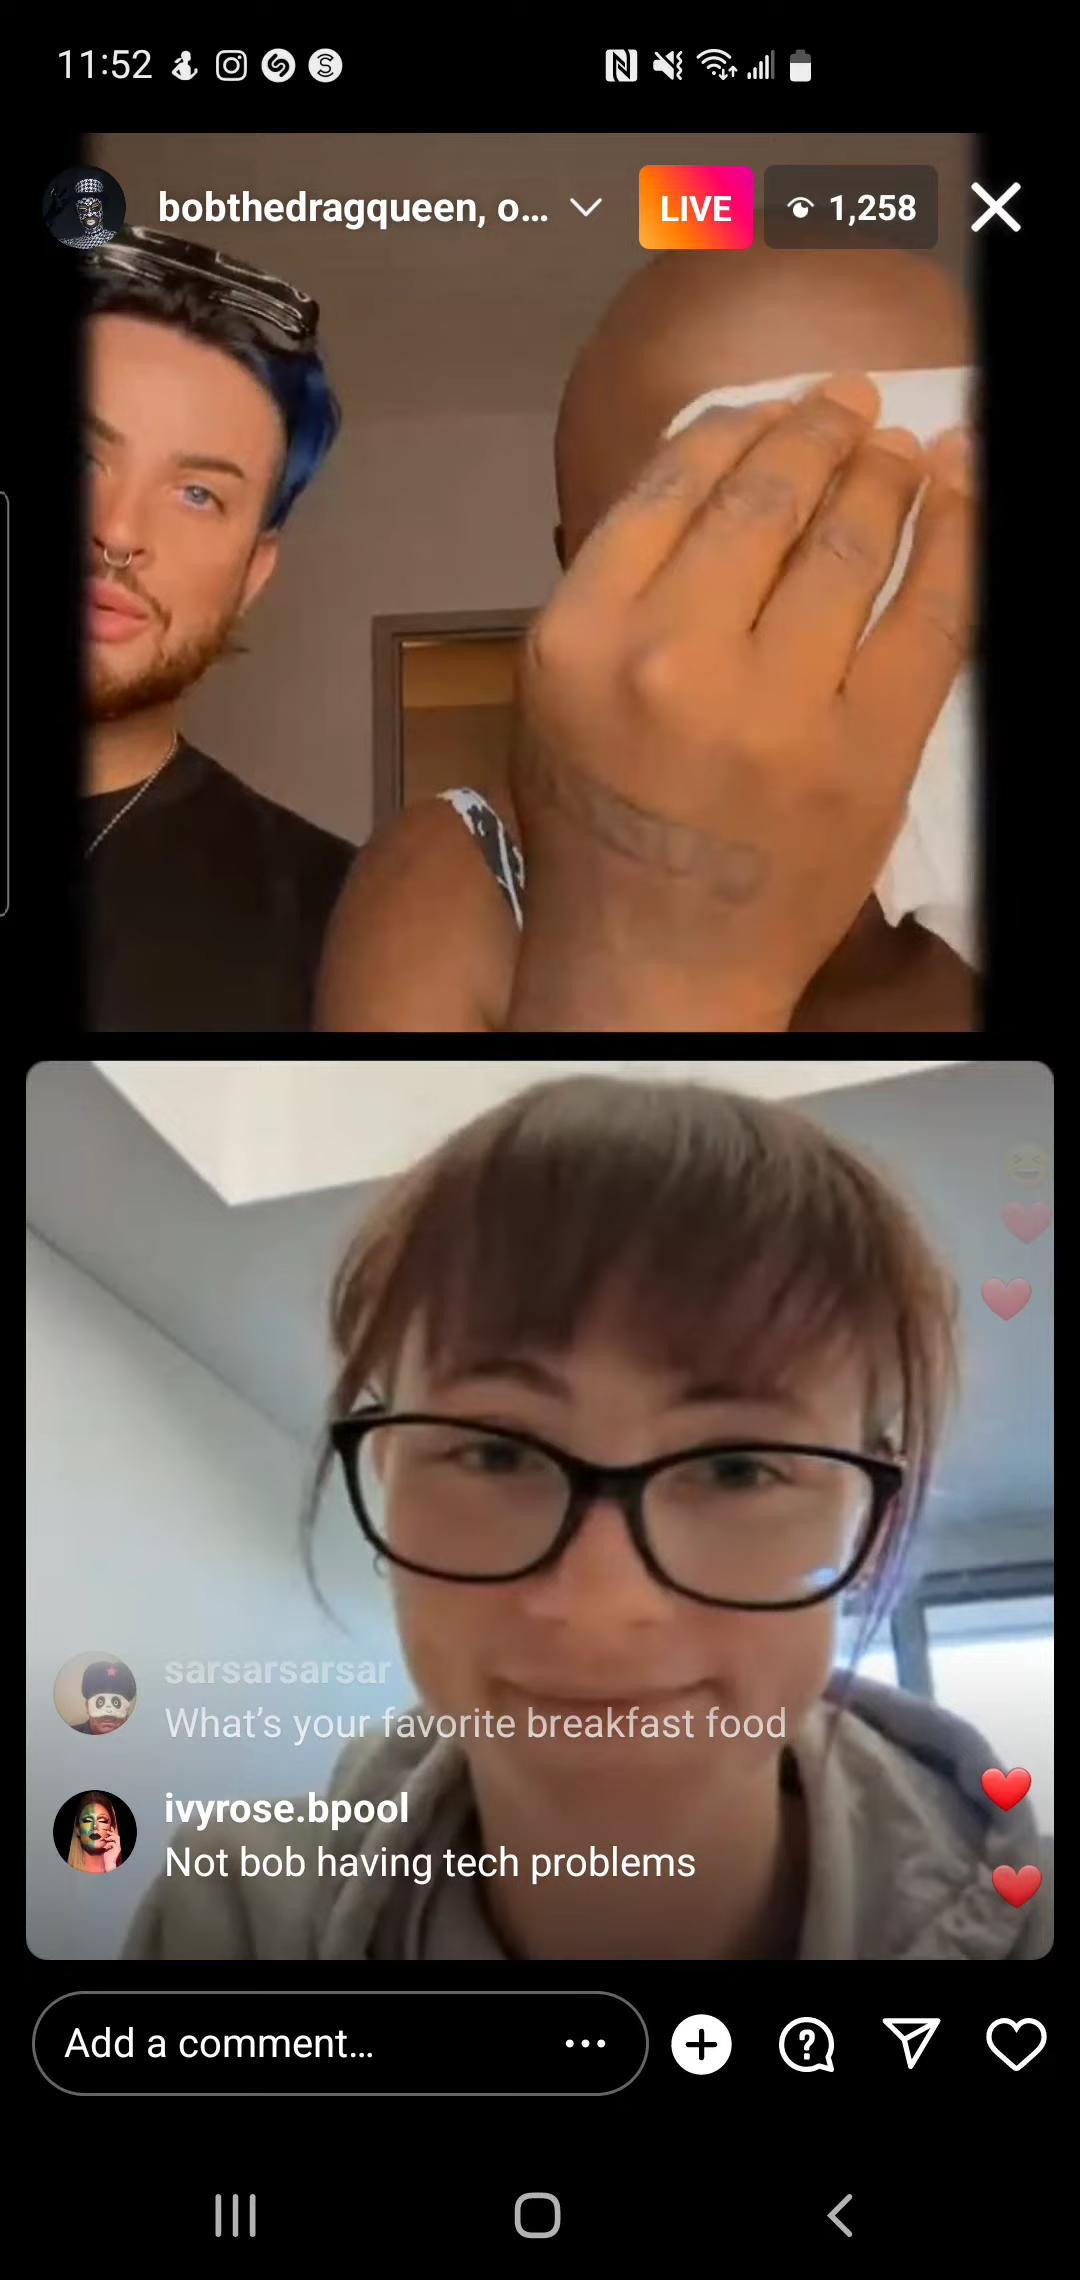 11:52
bobthedragqueen, o...
LIVE
1,258
sarsarsarsar
What's your favorite breakfast food
ivyrose.bpool
Not bob having tech problems
Add a comment...